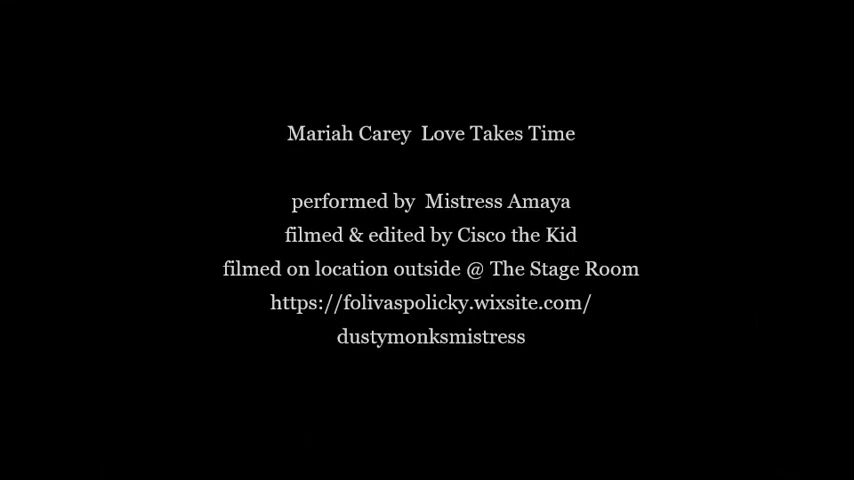 Mariah Carey  Love Takes Time
performed by  Mistress Amaya
filmed & edited by Cisco the Kid
filmed on location outside @ The Stage Room
https://folivaspolicky.wixsite.com/
dustymonksmistress